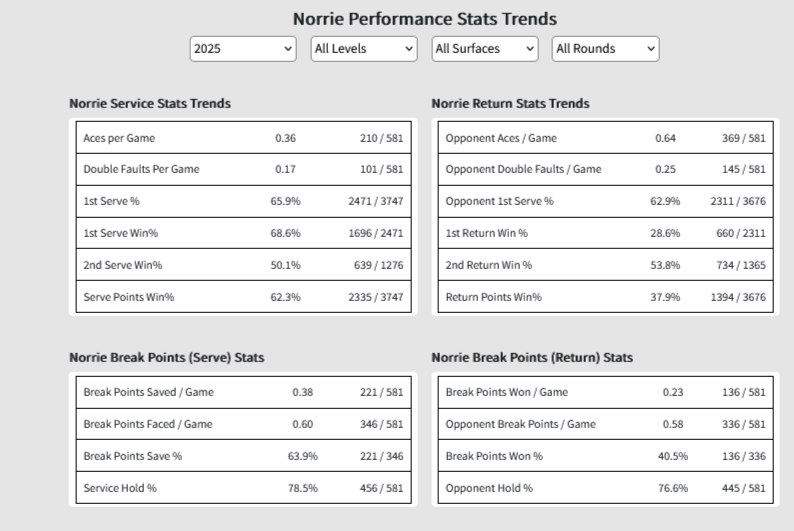 Norrie Performance Stats Trends
2025 All Levels All Surfaces All Rounds
Norrie Service Stats Trends
Aces per Game 0.36 210 / 581
Double Faults Per Game 0.17 101 / 581
1st Serve % 65.9% 2471 / 3747
1st Serve Win% 68.6% 1696 / 2471
2nd Serve Win% 50.1% 639 / 1276
Serve Points Win% 62.3% 2335 / 3747
Norrie Return Stats Trends
Opponent Aces / Game 0.64 369 / 581
Opponent Double Faults / Game 0.25 145 / 581
Opponent 1st Serve % 62.9% 2311 / 3676
1st Return Win % 28.6% 660 / 2311
2nd Return Win % 53.8% 734 / 1365
Return Points Win% 37.9% 1394 / 3676
Norrie Break Points (Serve) Stats
Break Points Saved / Game 0.38 221 / 581
Break Points Faced / Game 0.60 346 / 581
Break Points Save % 63.9% 221 / 346
Service Hold % 78.5% 456 / 581
Norrie Break Points (Return) Stats
Break Points Won / Game 0.23 136 / 581
Opponent Break Points / Game 0.58 336 / 581
Break Points Won % 40.5% 136 / 336
Opponent Hold % 76.6% 445 / 581